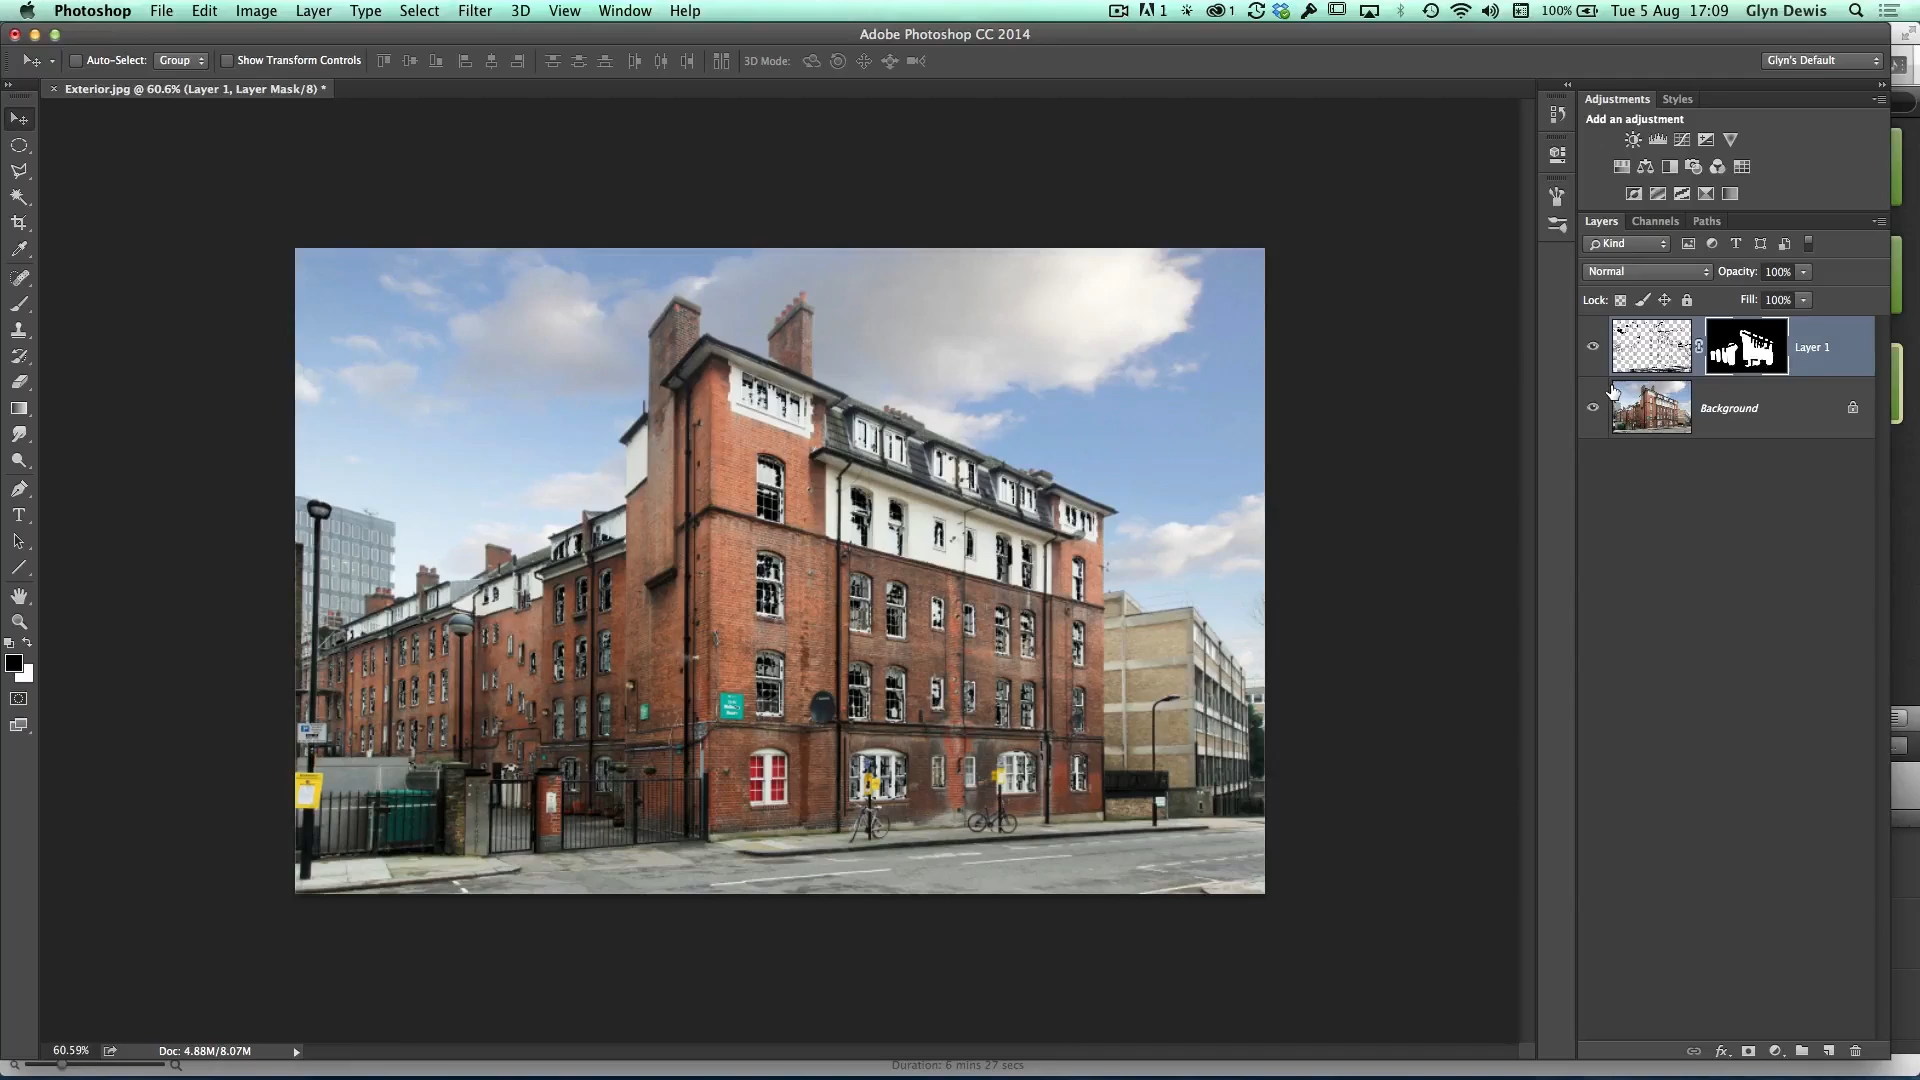 Photoshop File Edit Image Layer Type Select Filter 3D View Window Help 1 1 100% Tue 5 Aug 17:09 Glyn Dewis
Adobe Photoshop CC 2014
Auto-Select: Group Show Transform Controls 3D Mode: Glyn's Default
Exterior.jpg @ 60.6% (Layer 1, Layer Mask/8) *
Adjustments Styles
Add an adjustment
Layers Channels Paths
Kind
Normal Opacity: 100%
Lock: Fill: 100%
Layer 1
Background
60.59% Doc: 4.88M/8.07M
Duration: 6 mins 27 secs